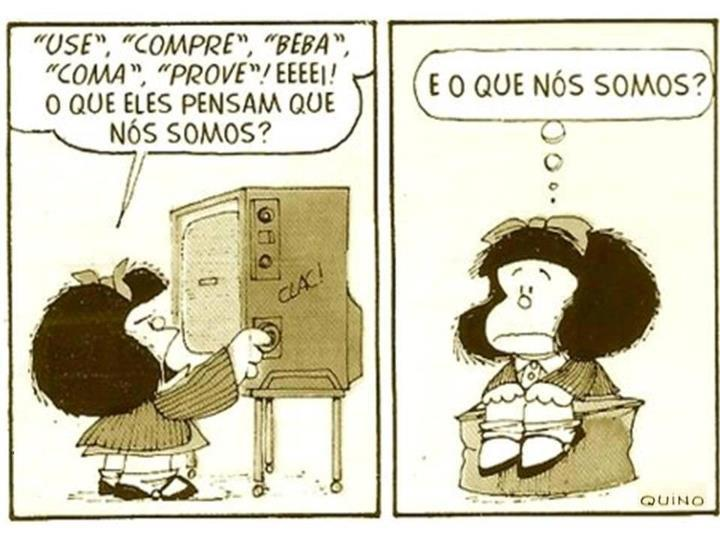 "USE", "COMPRE", "BEBA",
"COMA", "PROVE"! EEEEI!
O QUE ELES PENSAM QUE
NÓS SOMOS?
CLAC!
E O QUE NÓS SOMOS?
QUINO